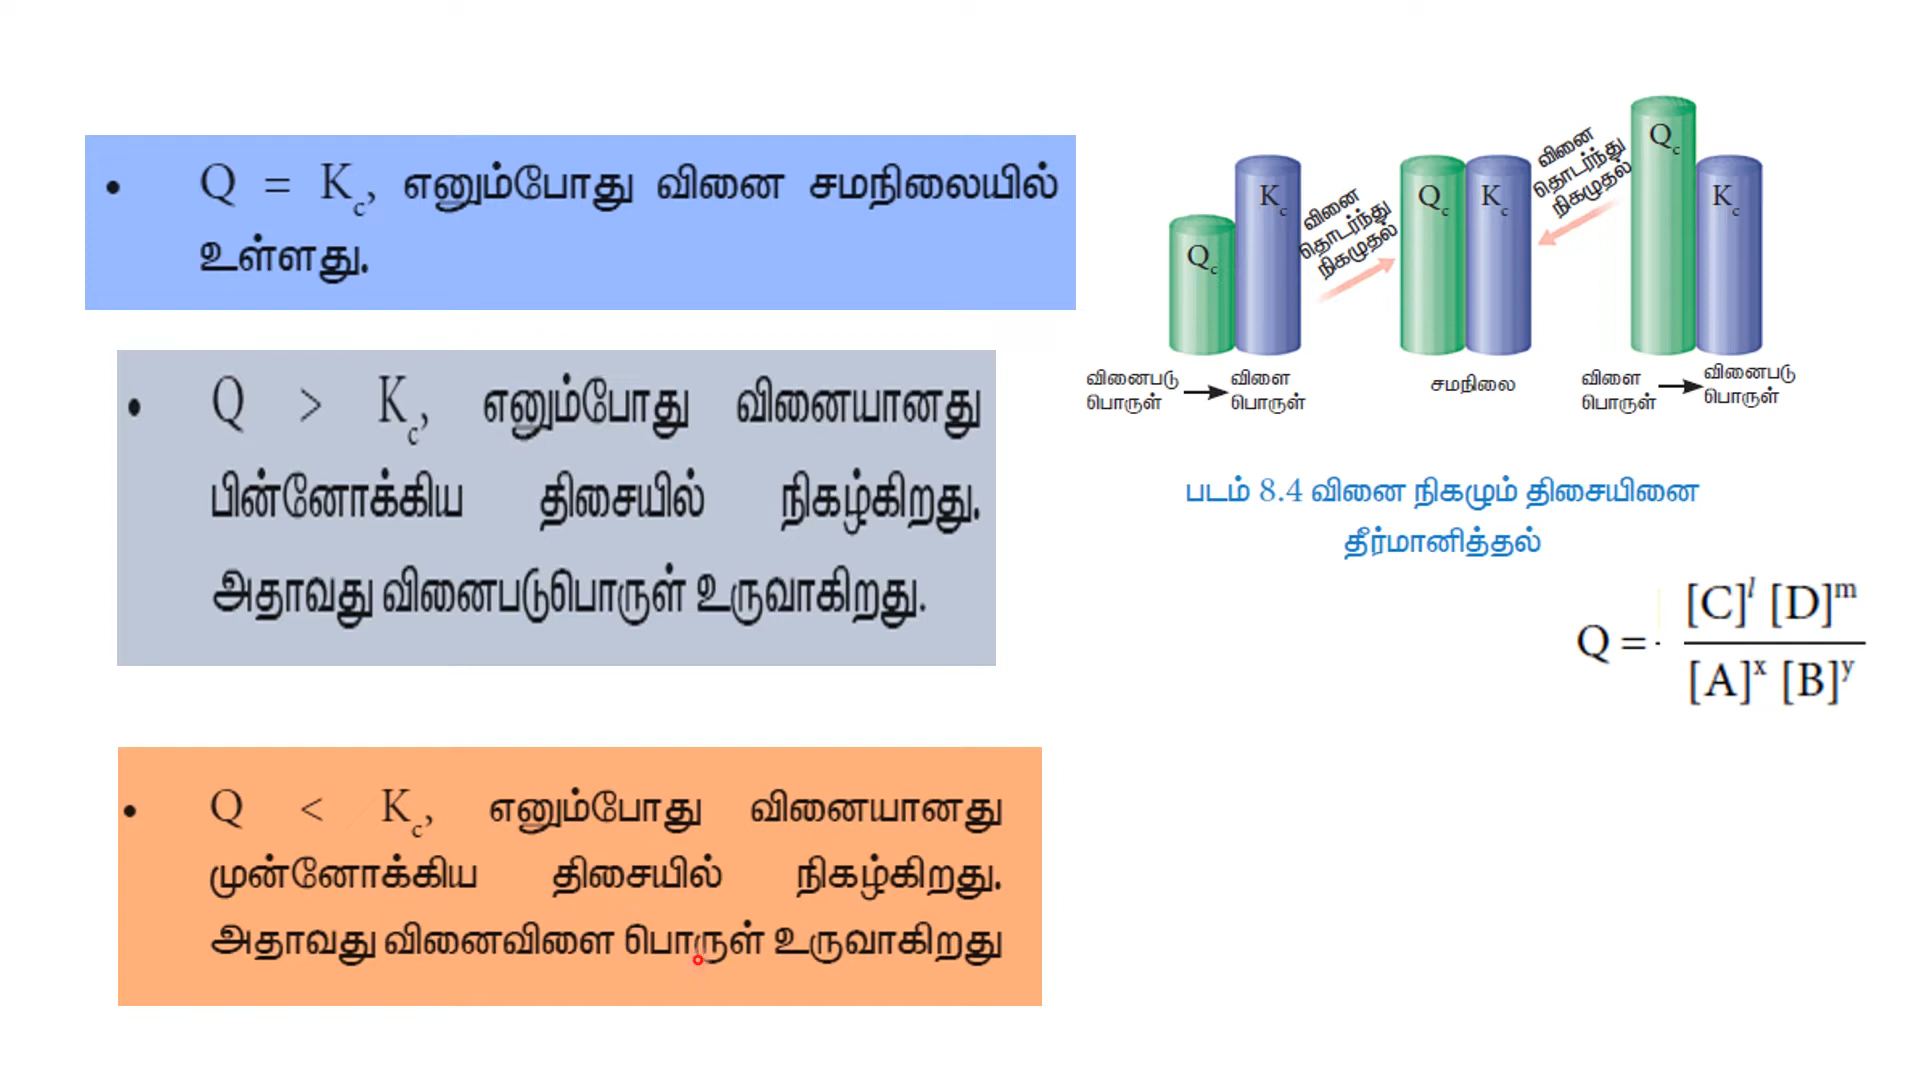 • Q = Kc, எனும்போது வினை சமநிலையில்
உள்ளது.
• Q > Kc, எனும்போது வினையானது
பின்னோக்கிய திசையில் நிகழ்கிறது.
அதாவது வினைபடுபொருள் உருவாகிறது.
• Q < Kc, எனும்போது வினையானது
முன்னோக்கிய திசையில் நிகழ்கிறது.
அதாவது வினைவிளை பொருள் உருவாகிறது
Qc
Kc
வினை
தொடர்ந்து
நிகழுதல்
Qc
Kc
வினை
தொடர்ந்து
நிகழுதல்
Qc
Kc
வினைபடு
பொருள்
→
விளை
பொருள்
சமநிலை
விளை
பொருள்
→
வினைபடு
பொருள்
படம் 8.4 வினை நிகழும் திசையினை
தீர்மானித்தல்
Q =
[C]^l [D]^m
[A]^x [B]^y